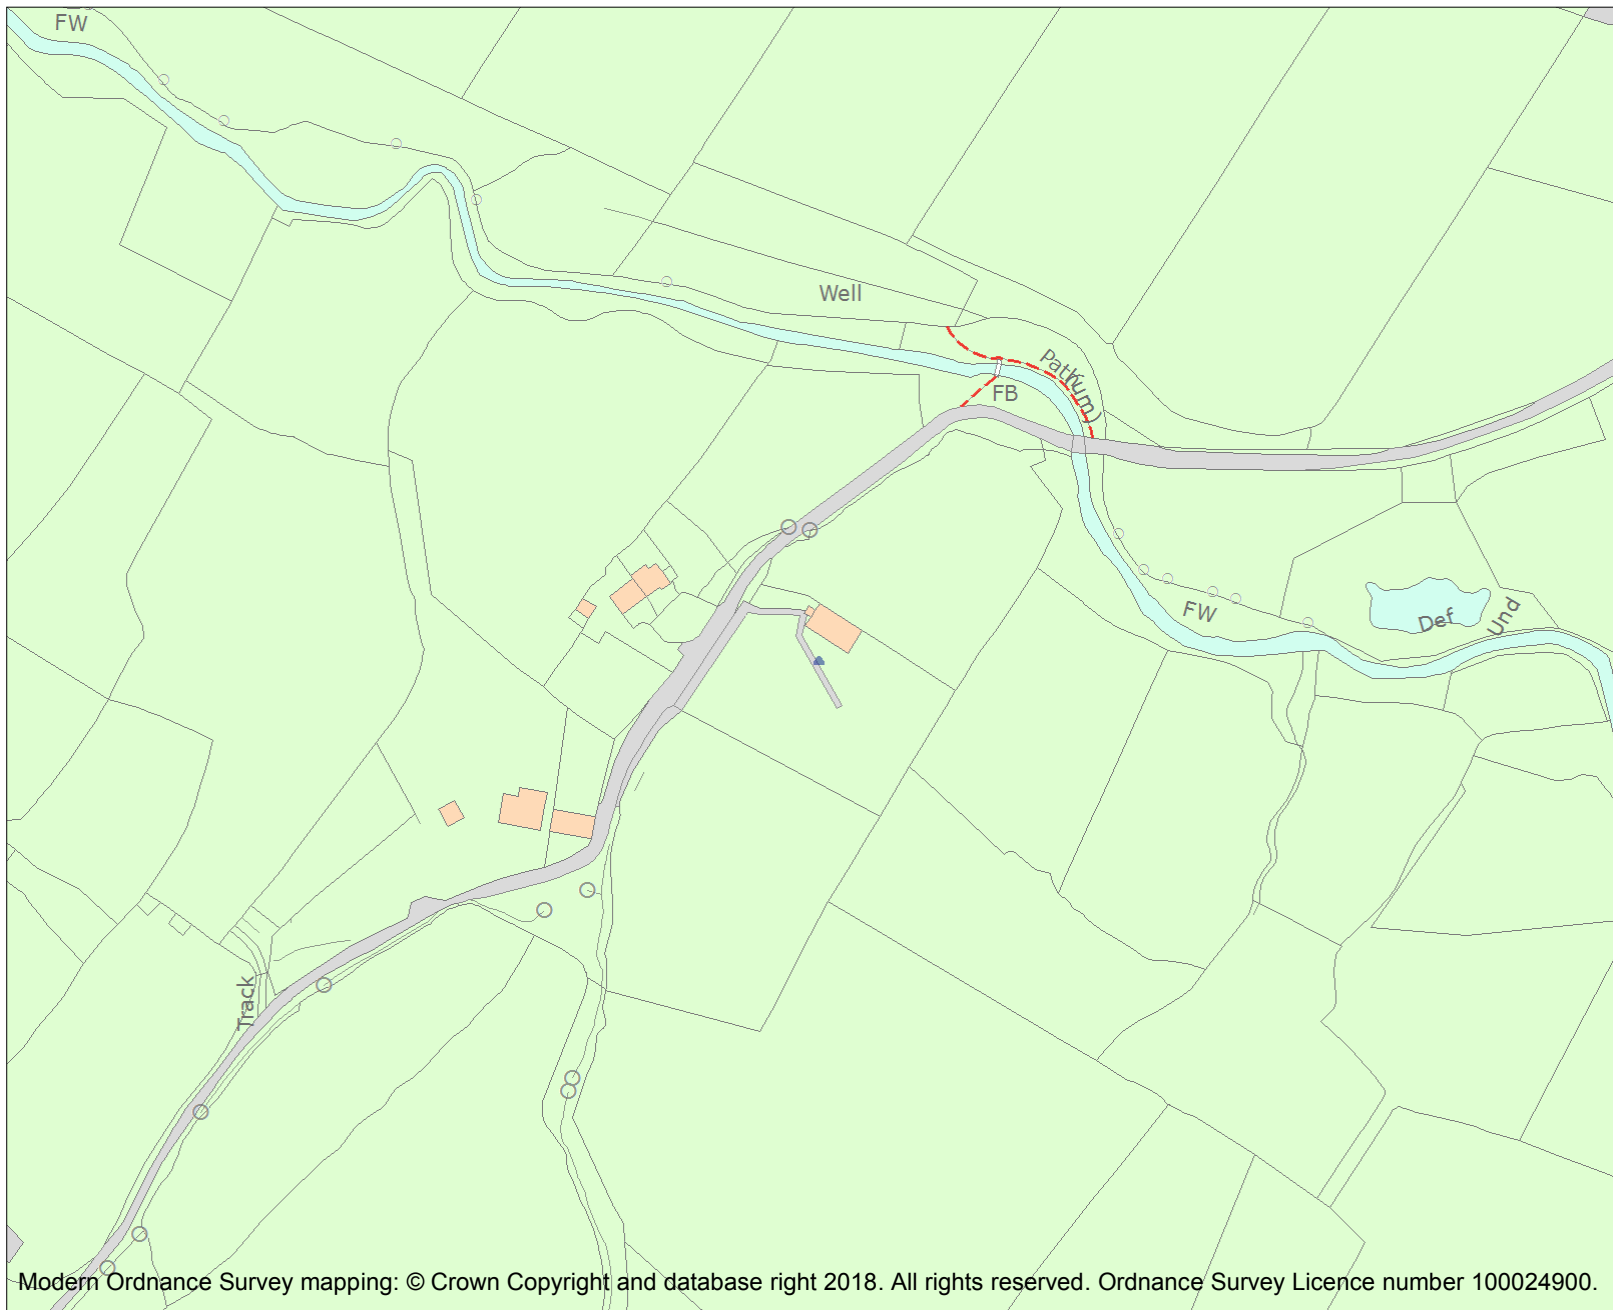 FW
Well
Path (um)
FB
FW
Def
Und
Track
Modern Ordnance Survey mapping: © Crown Copyright and database right 2018. All rights reserved. Ordnance Survey Licence number 100024900.